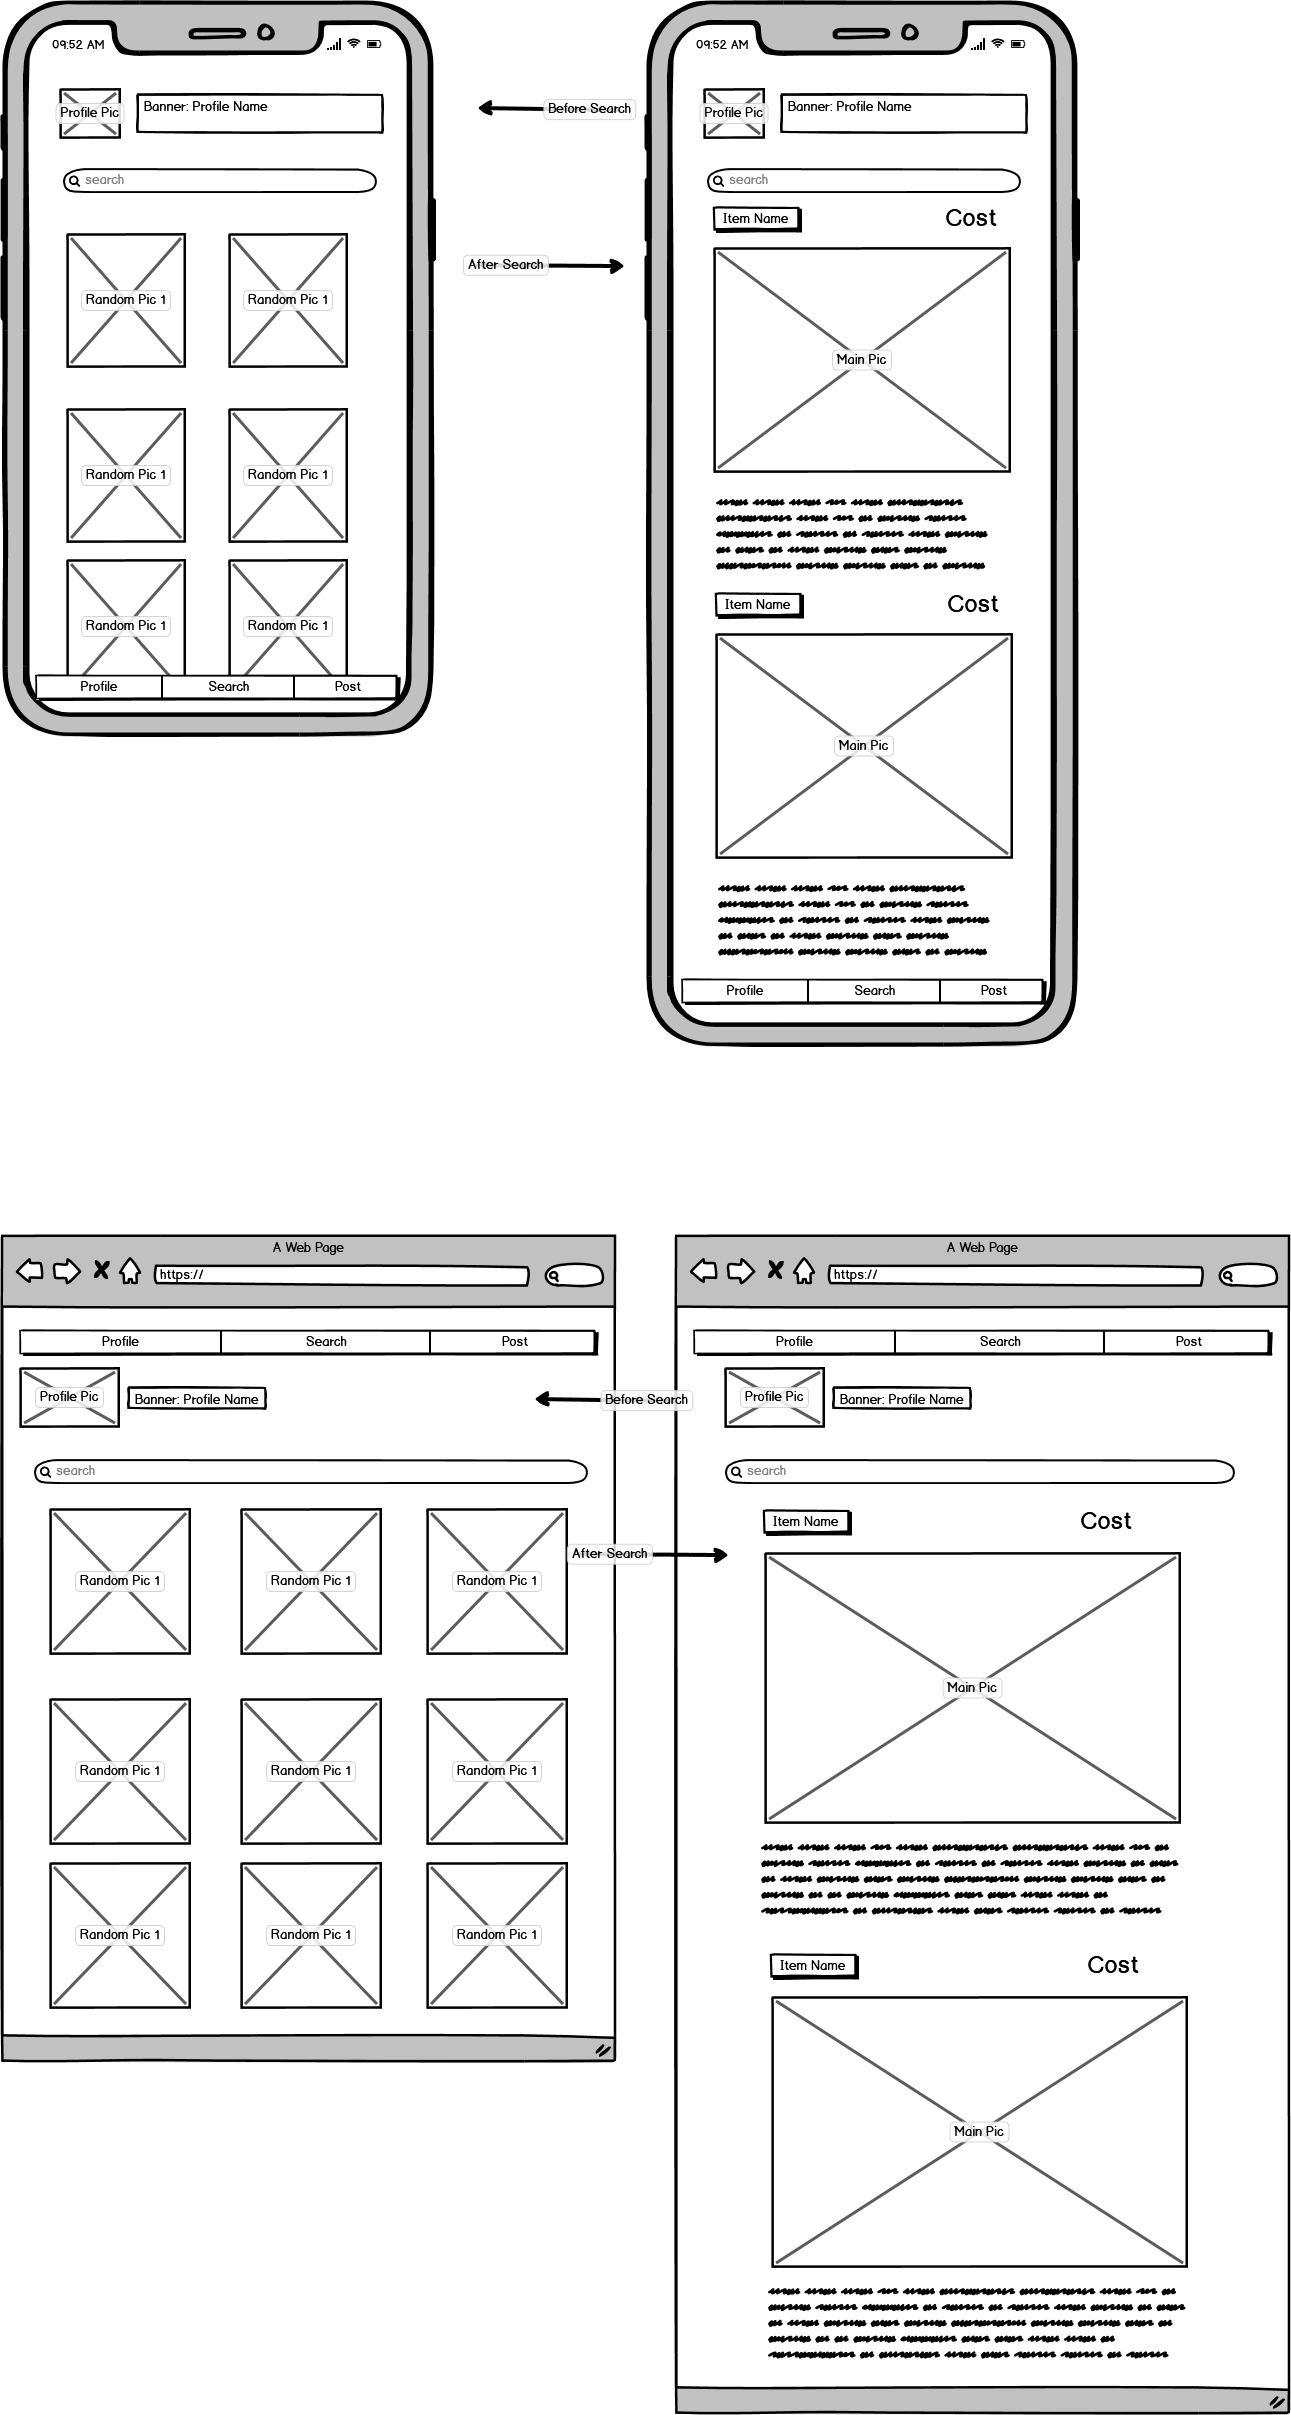 09:52 AM
Profile Pic
Banner: Profile Name
search
Random Pic 1
Random Pic 1
Random Pic 1
Random Pic 1
Random Pic 1
Random Pic 1
Profile Search Post
Before Search
After Search
09:52 AM
Profile Pic
Banner: Profile Name
search
Item Name Cost
Main Pic
Item Name Cost
Main Pic
Profile Search Post
A Web Page
https://
Profile Search Post
Profile Pic
Banner: Profile Name
search
Random Pic 1
Random Pic 1
Random Pic 1
Random Pic 1
Random Pic 1
Random Pic 1
Random Pic 1
Random Pic 1
Random Pic 1
Before Search
After Search
A Web Page
https://
Profile Search Post
Profile Pic
Banner: Profile Name
search
Item Name Cost
Main Pic
Item Name Cost
Main Pic